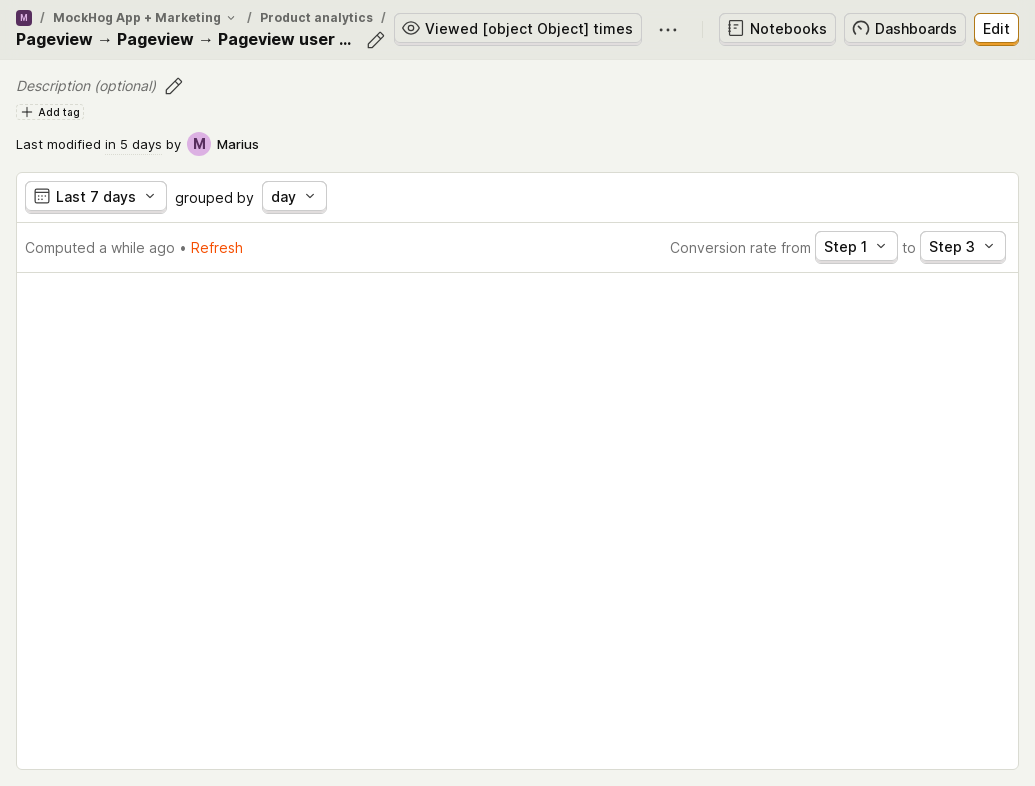 M / MockHog App + Marketing / Product analytics /
Pageview → Pageview → Pageview user ...
Viewed [object Object] times
Notebooks
Dashboards
Edit
Description (optional)
Add tag
Last modified in 5 days by M Marius
Last 7 days grouped by day
Computed a while ago • Refresh
Conversion rate from Step 1 to Step 3